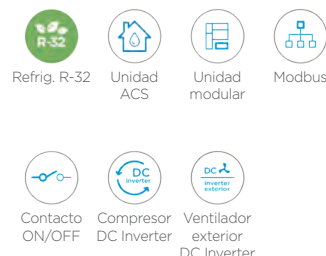 R-32
Refrig. R-32
Unidad
ACS
Unidad
modular
Modbus
DC
inverter
DC
inverter
exterior
Contacto
ON/OFF
Compresor
DC Inverter
Ventilador
exterior
DC Inverter